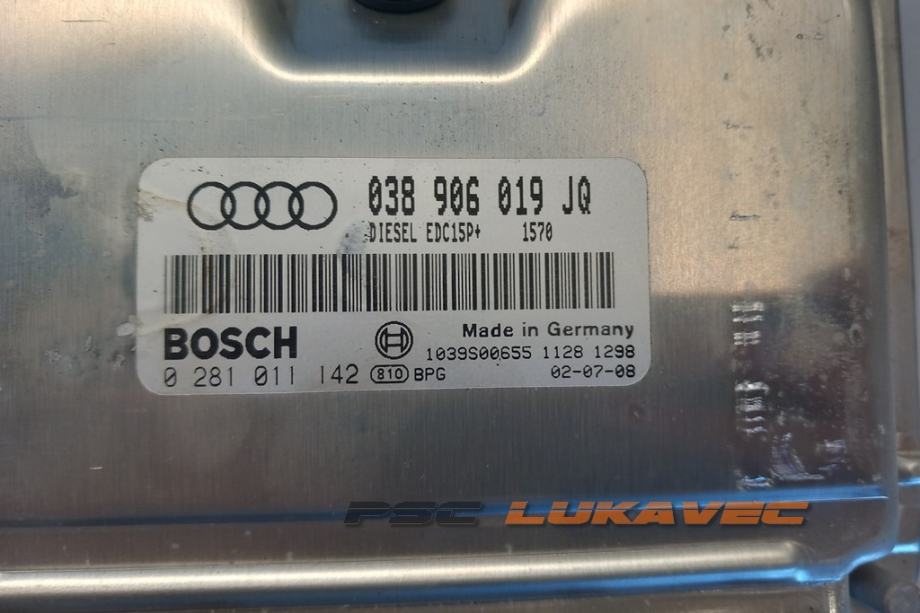 038 906 019 JQ
DIESEL EDC15P+ 1570
BOSCH
Made in Germany
1039S00655 1128 1298
0 281 011 142 810 BPG 02-07-08
PSC LUKAVEC